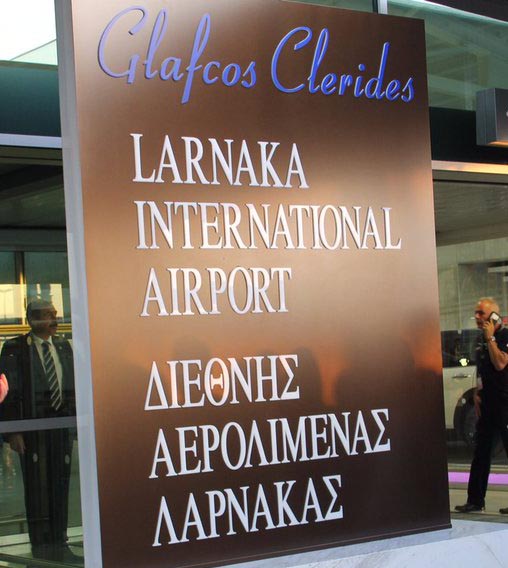 Glafcos Clerides
LARNAKA
INTERNATIONAL
AIRPORT
ΔΙΕΘΝΗΣ
ΑΕΡΟΛΙΜΕΝΑΣ
ΛΑΡΝΑΚΑΣ